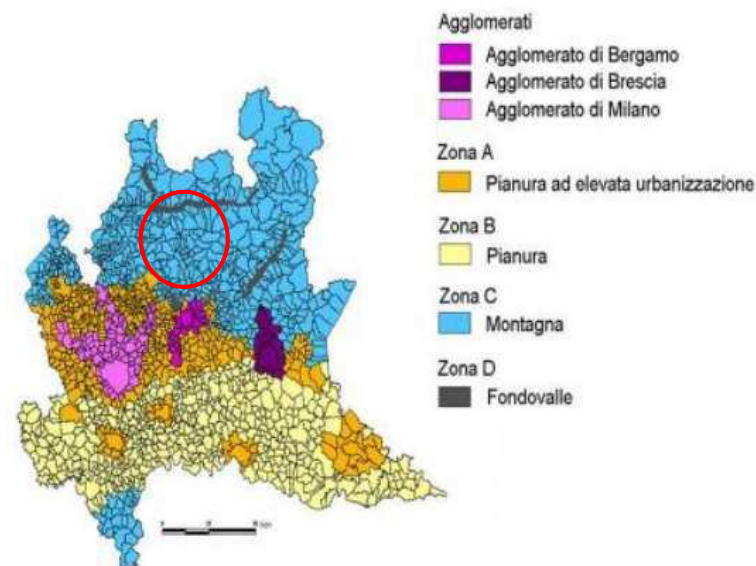 Agglomerati
Agglomerato di Bergamo
Agglomerato di Brescia
Agglomerato di Milano
Zona A
Pianura ad elevata urbanizzazione
Zona B
Pianura
Zona C
Montagna
Zona D
Fondovalle